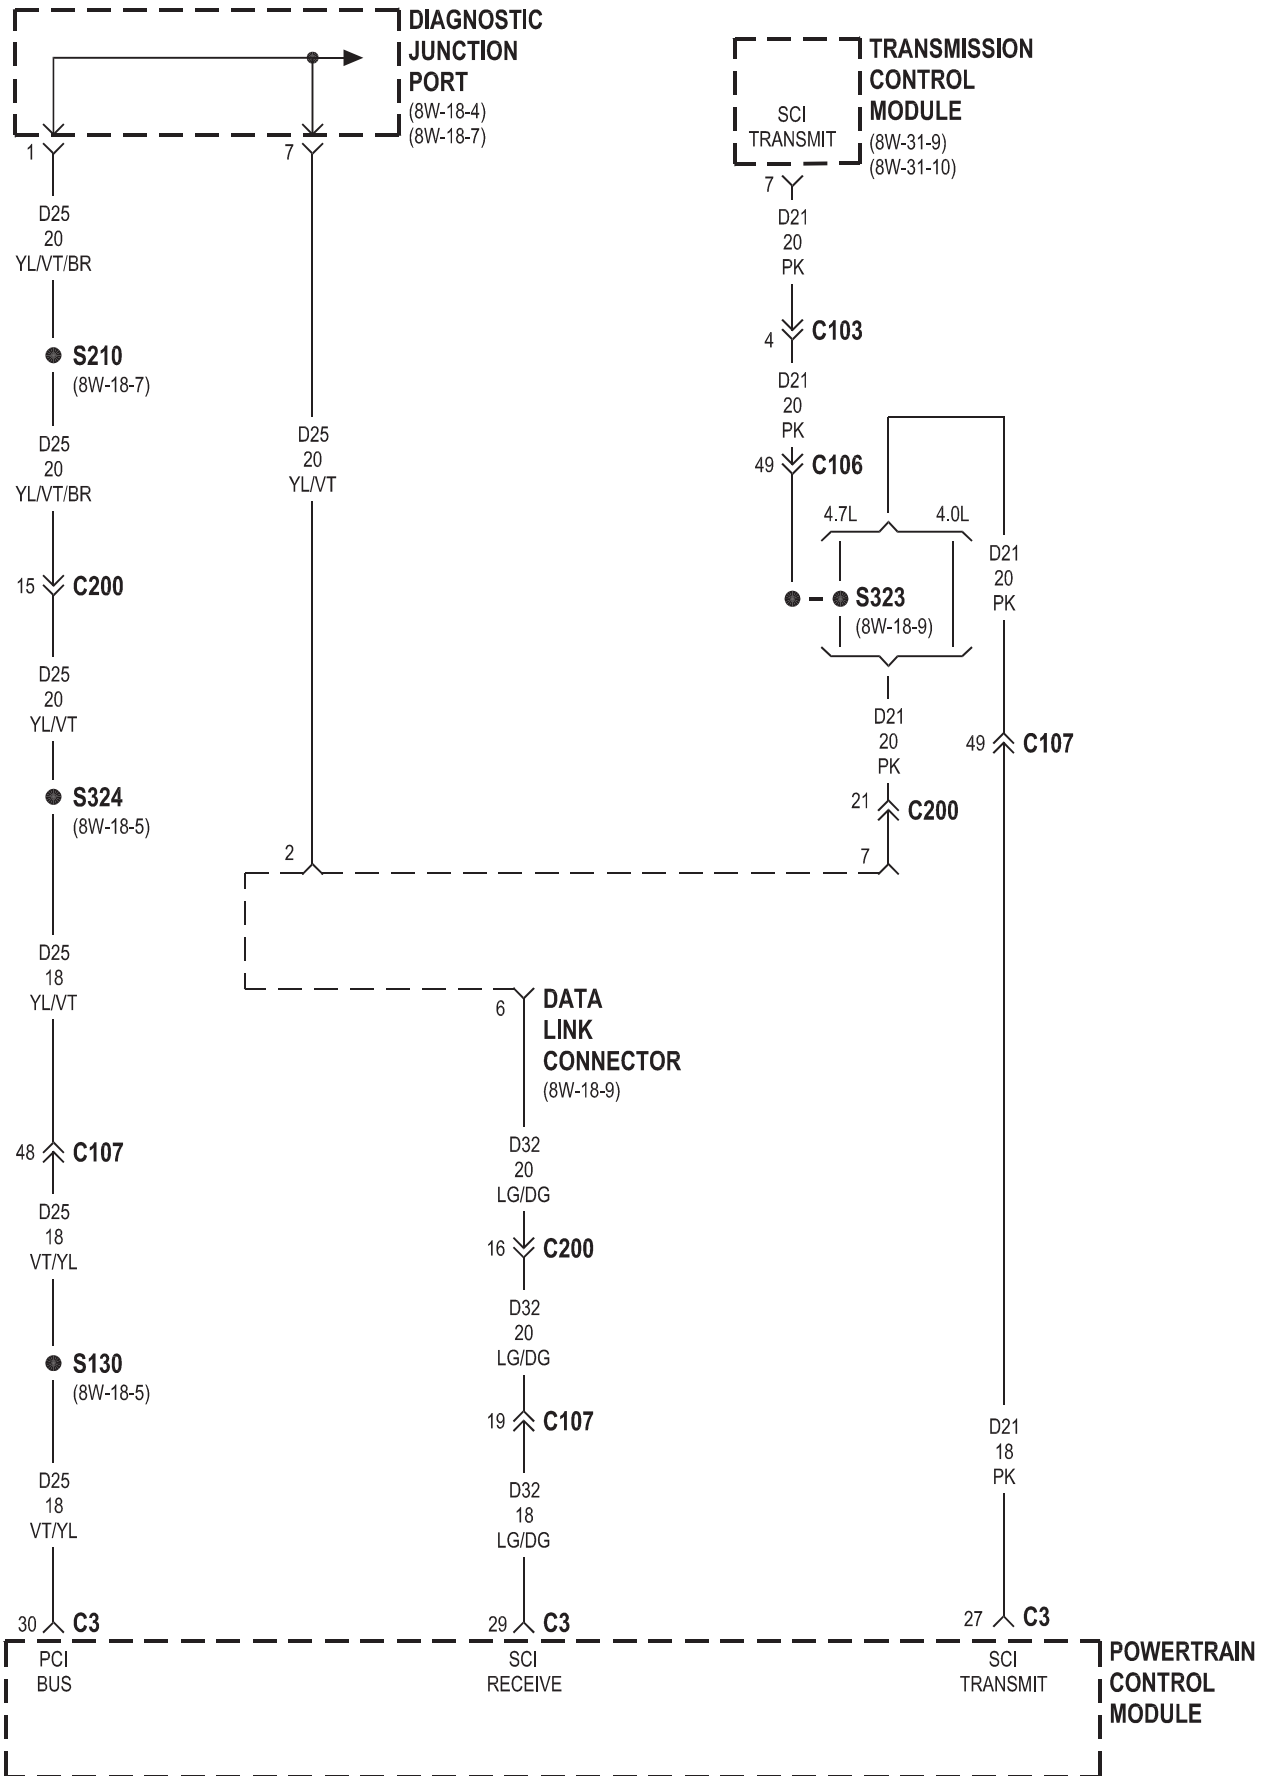 DIAGNOSTIC
JUNCTION
PORT
(8W-18-4)
(8W-18-7)
TRANSMISSION
CONTROL
MODULE
(8W-31-9)
(8W-31-10)
SCI
TRANSMIT
1
7
7
D25
20
YL/VT/BR
D21
20
PK
S210
(8W-18-7)
4
C103
D21
20
PK
D25
20
YL/VT/BR
D25
20
YL/VT
49
C106
4.7L
4.0L
D21
20
PK
15
C200
S323
(8W-18-9)
D25
20
YL/VT
D21
20
PK
49
C107
S324
(8W-18-5)
21
C200
2
7
D25
18
YL/VT
6
DATA
LINK
CONNECTOR
(8W-18-9)
48
C107
D32
20
LG/DG
D25
18
VT/YL
16
C200
D32
20
LG/DG
S130
(8W-18-5)
19
C107
D21
18
PK
D25
18
VT/YL
D32
18
LG/DG
30
C3
29
C3
27
C3
PCI
BUS
SCI
RECEIVE
SCI
TRANSMIT
POWERTRAIN
CONTROL
MODULE